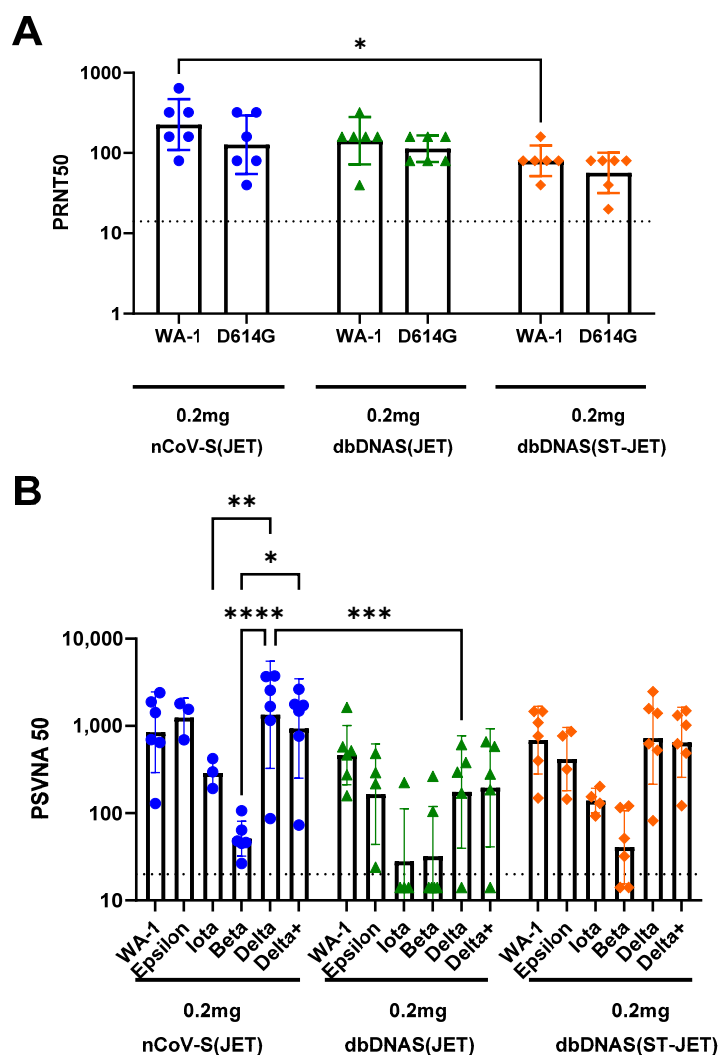 A
*
1000
100
10
1
PRNT50
WA-1 D614G WA-1 D614G WA-1 D614G
0.2mg 0.2mg 0.2mg
nCoV-S(JET) dbDNAS(JET) dbDNAS(ST-JET)
B
**
*
**** ***
10,000
1,000
100
10
PSVNA 50
WA-1 Epsilon Iota Beta Delta Delta+ WA-1 Epsilon Iota Beta Delta Delta+ WA-1 Epsilon Iota Beta Delta Delta+
0.2mg 0.2mg 0.2mg
nCoV-S(JET) dbDNAS(JET) dbDNAS(ST-JET)